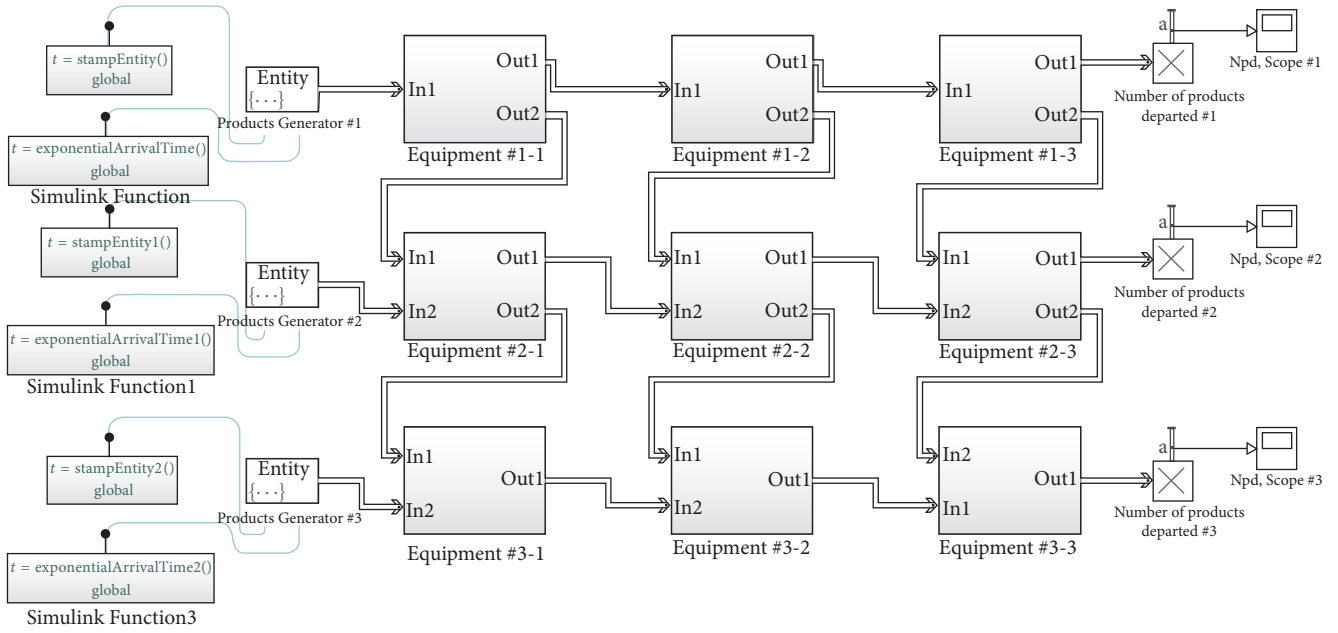 t = stampEntity()
global
Entity
{...}
Products Generator #1
t = exponentialArrivalTime()
global
Simulink Function
In1
Out1
Out2
Equipment #1-1
In1
Out1
Out2
Equipment #1-2
In1
Out1
Out2
Equipment #1-3
a
Npd, Scope #1
Number of products
departed #1
t = stampEntity1()
global
Entity
{...}
Products Generator #2
t = exponentialArrivalTime1()
global
Simulink Function1
In1
In2
Out1
Out2
Equipment #2-1
In1
In2
Out1
Out2
Equipment #2-2
In1
In2
Out1
Out2
Equipment #2-3
a
Npd, Scope #2
Number of products
departed #2
t = stampEntity2()
global
Entity
{...}
Products Generator #3
t = exponentialArrivalTime2()
global
Simulink Function3
In1
In2
Out1
Equipment #3-1
In1
In2
Out1
Equipment #3-2
In2
In1
Out1
Equipment #3-3
a
Npd, Scope #3
Number of products
departed #3